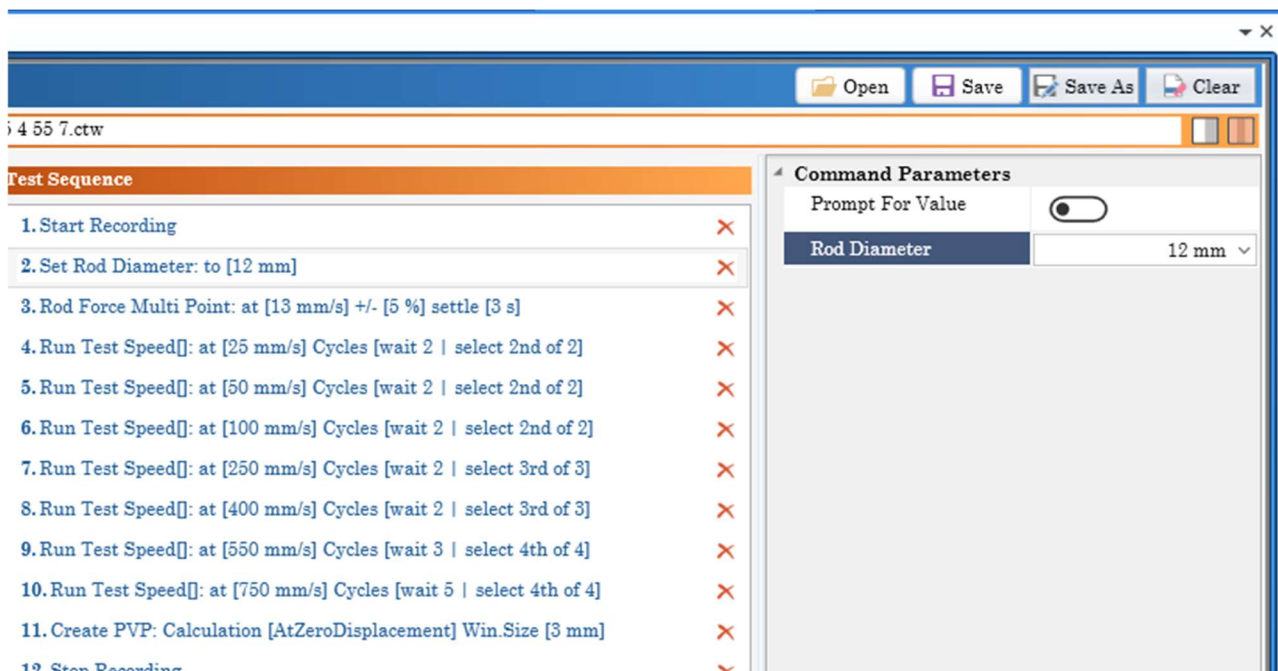 Open Save Save As Clear
5 4 55 7.ctw
Test Sequence
1. Start Recording
2. Set Rod Diameter: to [12 mm]
3. Rod Force Multi Point: at [13 mm/s] +/- [5 %] settle [3 s]
4. Run Test Speed[]: at [25 mm/s] Cycles [wait 2 | select 2nd of 2]
5. Run Test Speed[]: at [50 mm/s] Cycles [wait 2 | select 2nd of 2]
6. Run Test Speed[]: at [100 mm/s] Cycles [wait 2 | select 2nd of 2]
7. Run Test Speed[]: at [250 mm/s] Cycles [wait 2 | select 3rd of 3]
8. Run Test Speed[]: at [400 mm/s] Cycles [wait 2 | select 3rd of 3]
9. Run Test Speed[]: at [550 mm/s] Cycles [wait 3 | select 4th of 4]
10. Run Test Speed[]: at [750 mm/s] Cycles [wait 5 | select 4th of 4]
11. Create PVP: Calculation [AtZeroDisplacement] Win.Size [3 mm]
12. Stop Recording
Command Parameters
Prompt For Value
Rod Diameter 12 mm